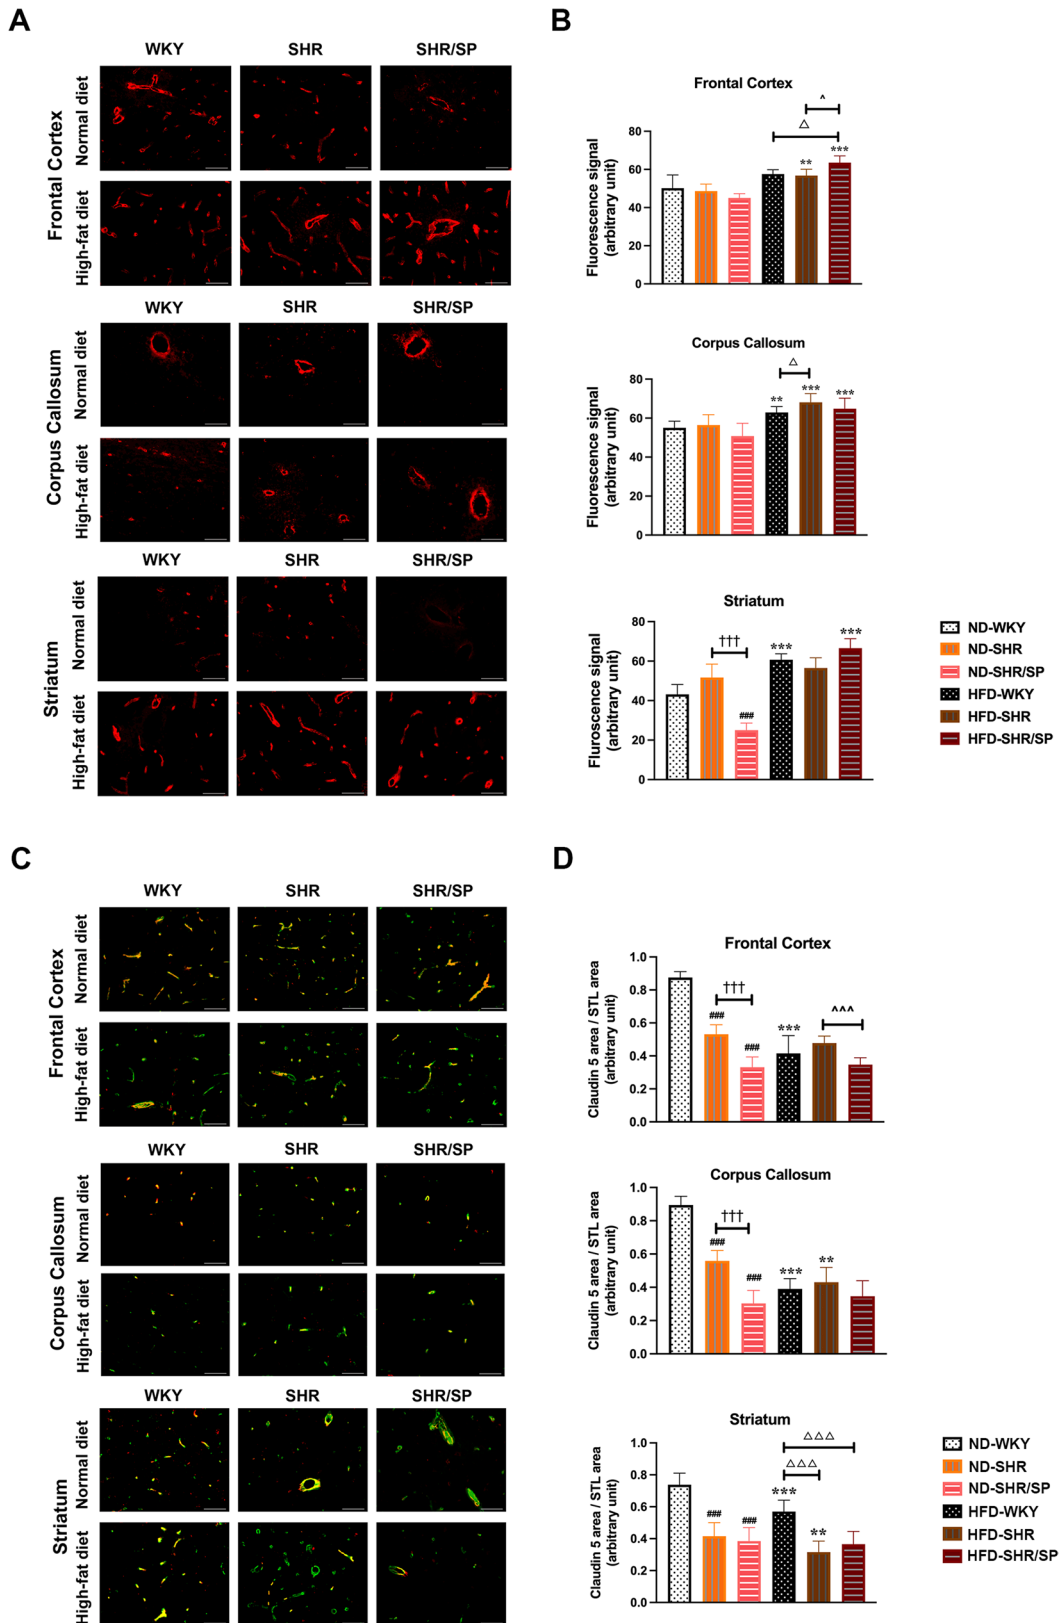 A
WKY SHR SHR/SP
Frontal Cortex
Normal diet
High-fat diet
WKY SHR SHR/SP
Corpus Callosum
Normal diet
High-fat diet
WKY SHR SHR/SP
Striatum
Normal diet
High-fat diet
B
Frontal Cortex
^
△
** ***
Fluorescence signal
(arbitrary unit)
80
60
40
20
0
Corpus Callosum
△
** *** ***
Fluorescence signal
(arbitrary unit)
80
60
40
20
0
Striatum
††† *** ***
###
Fluroscence signal
(arbitrary unit)
80
60
40
20
0
ND-WKY
ND-SHR
ND-SHR/SP
HFD-WKY
HFD-SHR
HFD-SHR/SP
C
WKY SHR SHR/SP
Frontal Cortex
Normal diet
High-fat diet
WKY SHR SHR/SP
Corpus Callosum
Normal diet
High-fat diet
WKY SHR SHR/SP
Striatum
Normal diet
High-fat diet
D
Frontal Cortex
††† ^^^
### ### ***
Claudin 5 area / STL area
(arbitrary unit)
1.0
0.8
0.6
0.4
0.2
0.0
Corpus Callosum
†††
### ### *** **
Claudin 5 area / STL area
(arbitrary unit)
1.0
0.8
0.6
0.4
0.2
0.0
Striatum
△△△
△△△
### ### *** **
Claudin 5 area / STL area
(arbitrary unit)
1.0
0.8
0.6
0.4
0.2
0.0
ND-WKY
ND-SHR
ND-SHR/SP
HFD-WKY
HFD-SHR
HFD-SHR/SP